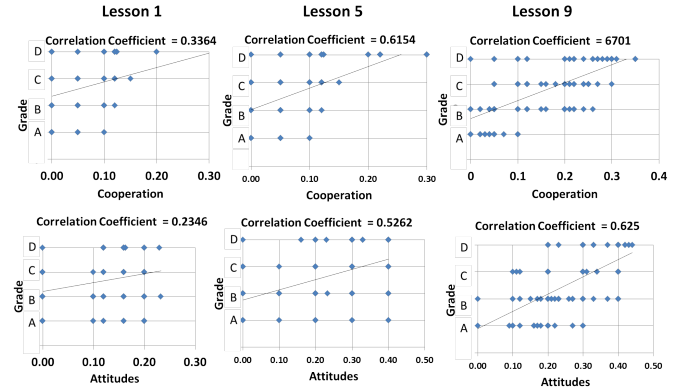 Lesson 1
Lesson 5
Lesson 9
Correlation Coefficient = 0.3364
D
C
B
A
Grade
0.00
0.10
0.20
0.30
Cooperation
Correlation Coefficient = 0.6154
D
C
B
A
Grade
0.00
0.10
0.20
0.30
Cooperation
Correlation Coefficient = 6701
D
C
B
A
Grade
0
0.1
0.2
0.3
0.4
Cooperation
Correlation Coefficient = 0.2346
D
C
B
A
Grade
0.00
0.10
0.20
0.30
Attitudes
Correlation Coefficient = 0.5262
D
C
B
A
Grade
0.00
0.10
0.20
0.30
0.40
0.50
Attitudes
Correlation Coefficient = 0.625
D
C
B
A
Grade
0.00
0.10
0.20
0.30
0.40
0.50
Attitudes